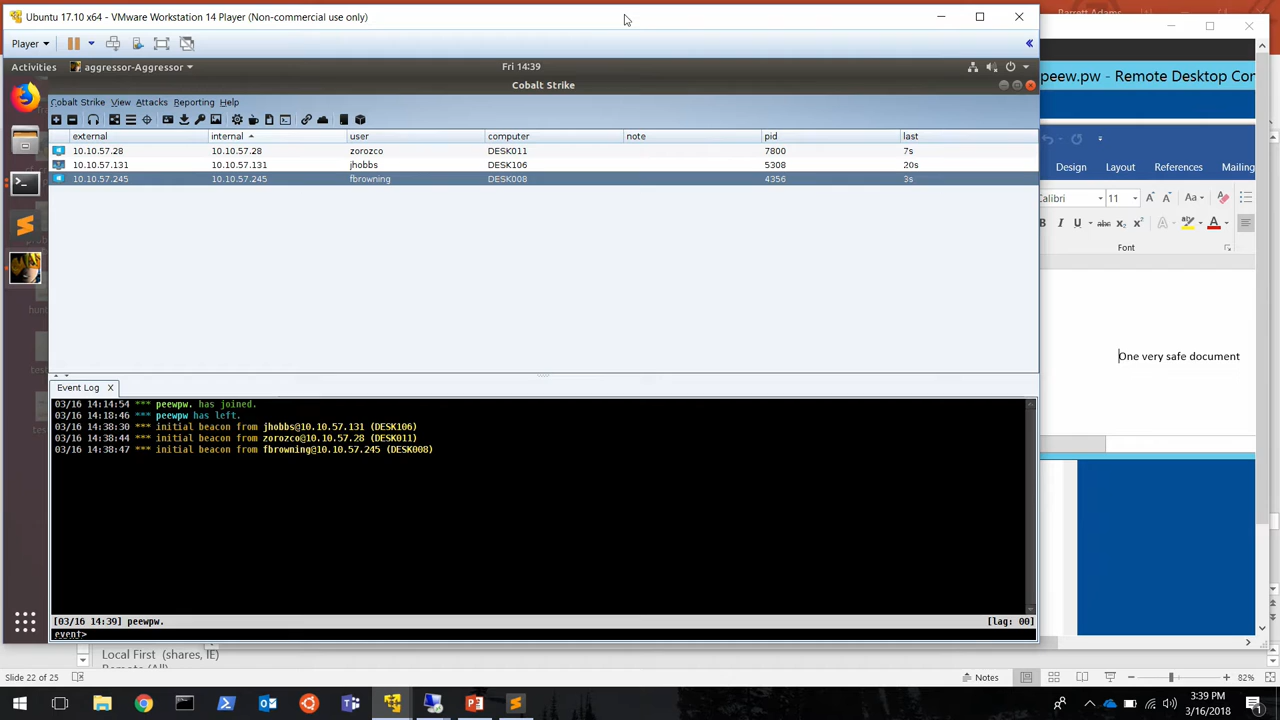 Barrett Adams
Ubuntu 17.10 x64 - VMware Workstation 14 Player (Non-commercial use only)
Player
peew.pw - Remote Desktop Con
Activities
aggressor-Aggressor
Fri 14:39
Cobalt Strike
Cobalt Strike View Attacks Reporting Help
external internal user computer note pid last
10.10.57.28 10.10.57.28 zorozco DESK011 7800 7s
10.10.57.131 10.10.57.131 jhobbs DESK106 5308 20s
10.10.57.245 10.10.57.245 fbrowning DESK008 4356 3s
Design Layout References Mailing
Calibri 11 Aa
B I U abc X2 X2 A A
Font
One very safe document
Event Log X
03/16 14:14:54 *** peewpw. has joined.
03/16 14:18:46 *** peewpw has left.
03/16 14:38:30 *** initial beacon from jhobbs@10.10.57.131 (DESK106)
03/16 14:38:44 *** initial beacon from zorozco@10.10.57.28 (DESK011)
03/16 14:38:47 *** initial beacon from fbrowning@10.10.57.245 (DESK008)
[03/16 14:39] peewpw. [lag: 00]
event>
Local First (shares, IE)
Remote (All)
Slide 22 of 25
Notes
82%
3:39 PM
3/16/2018